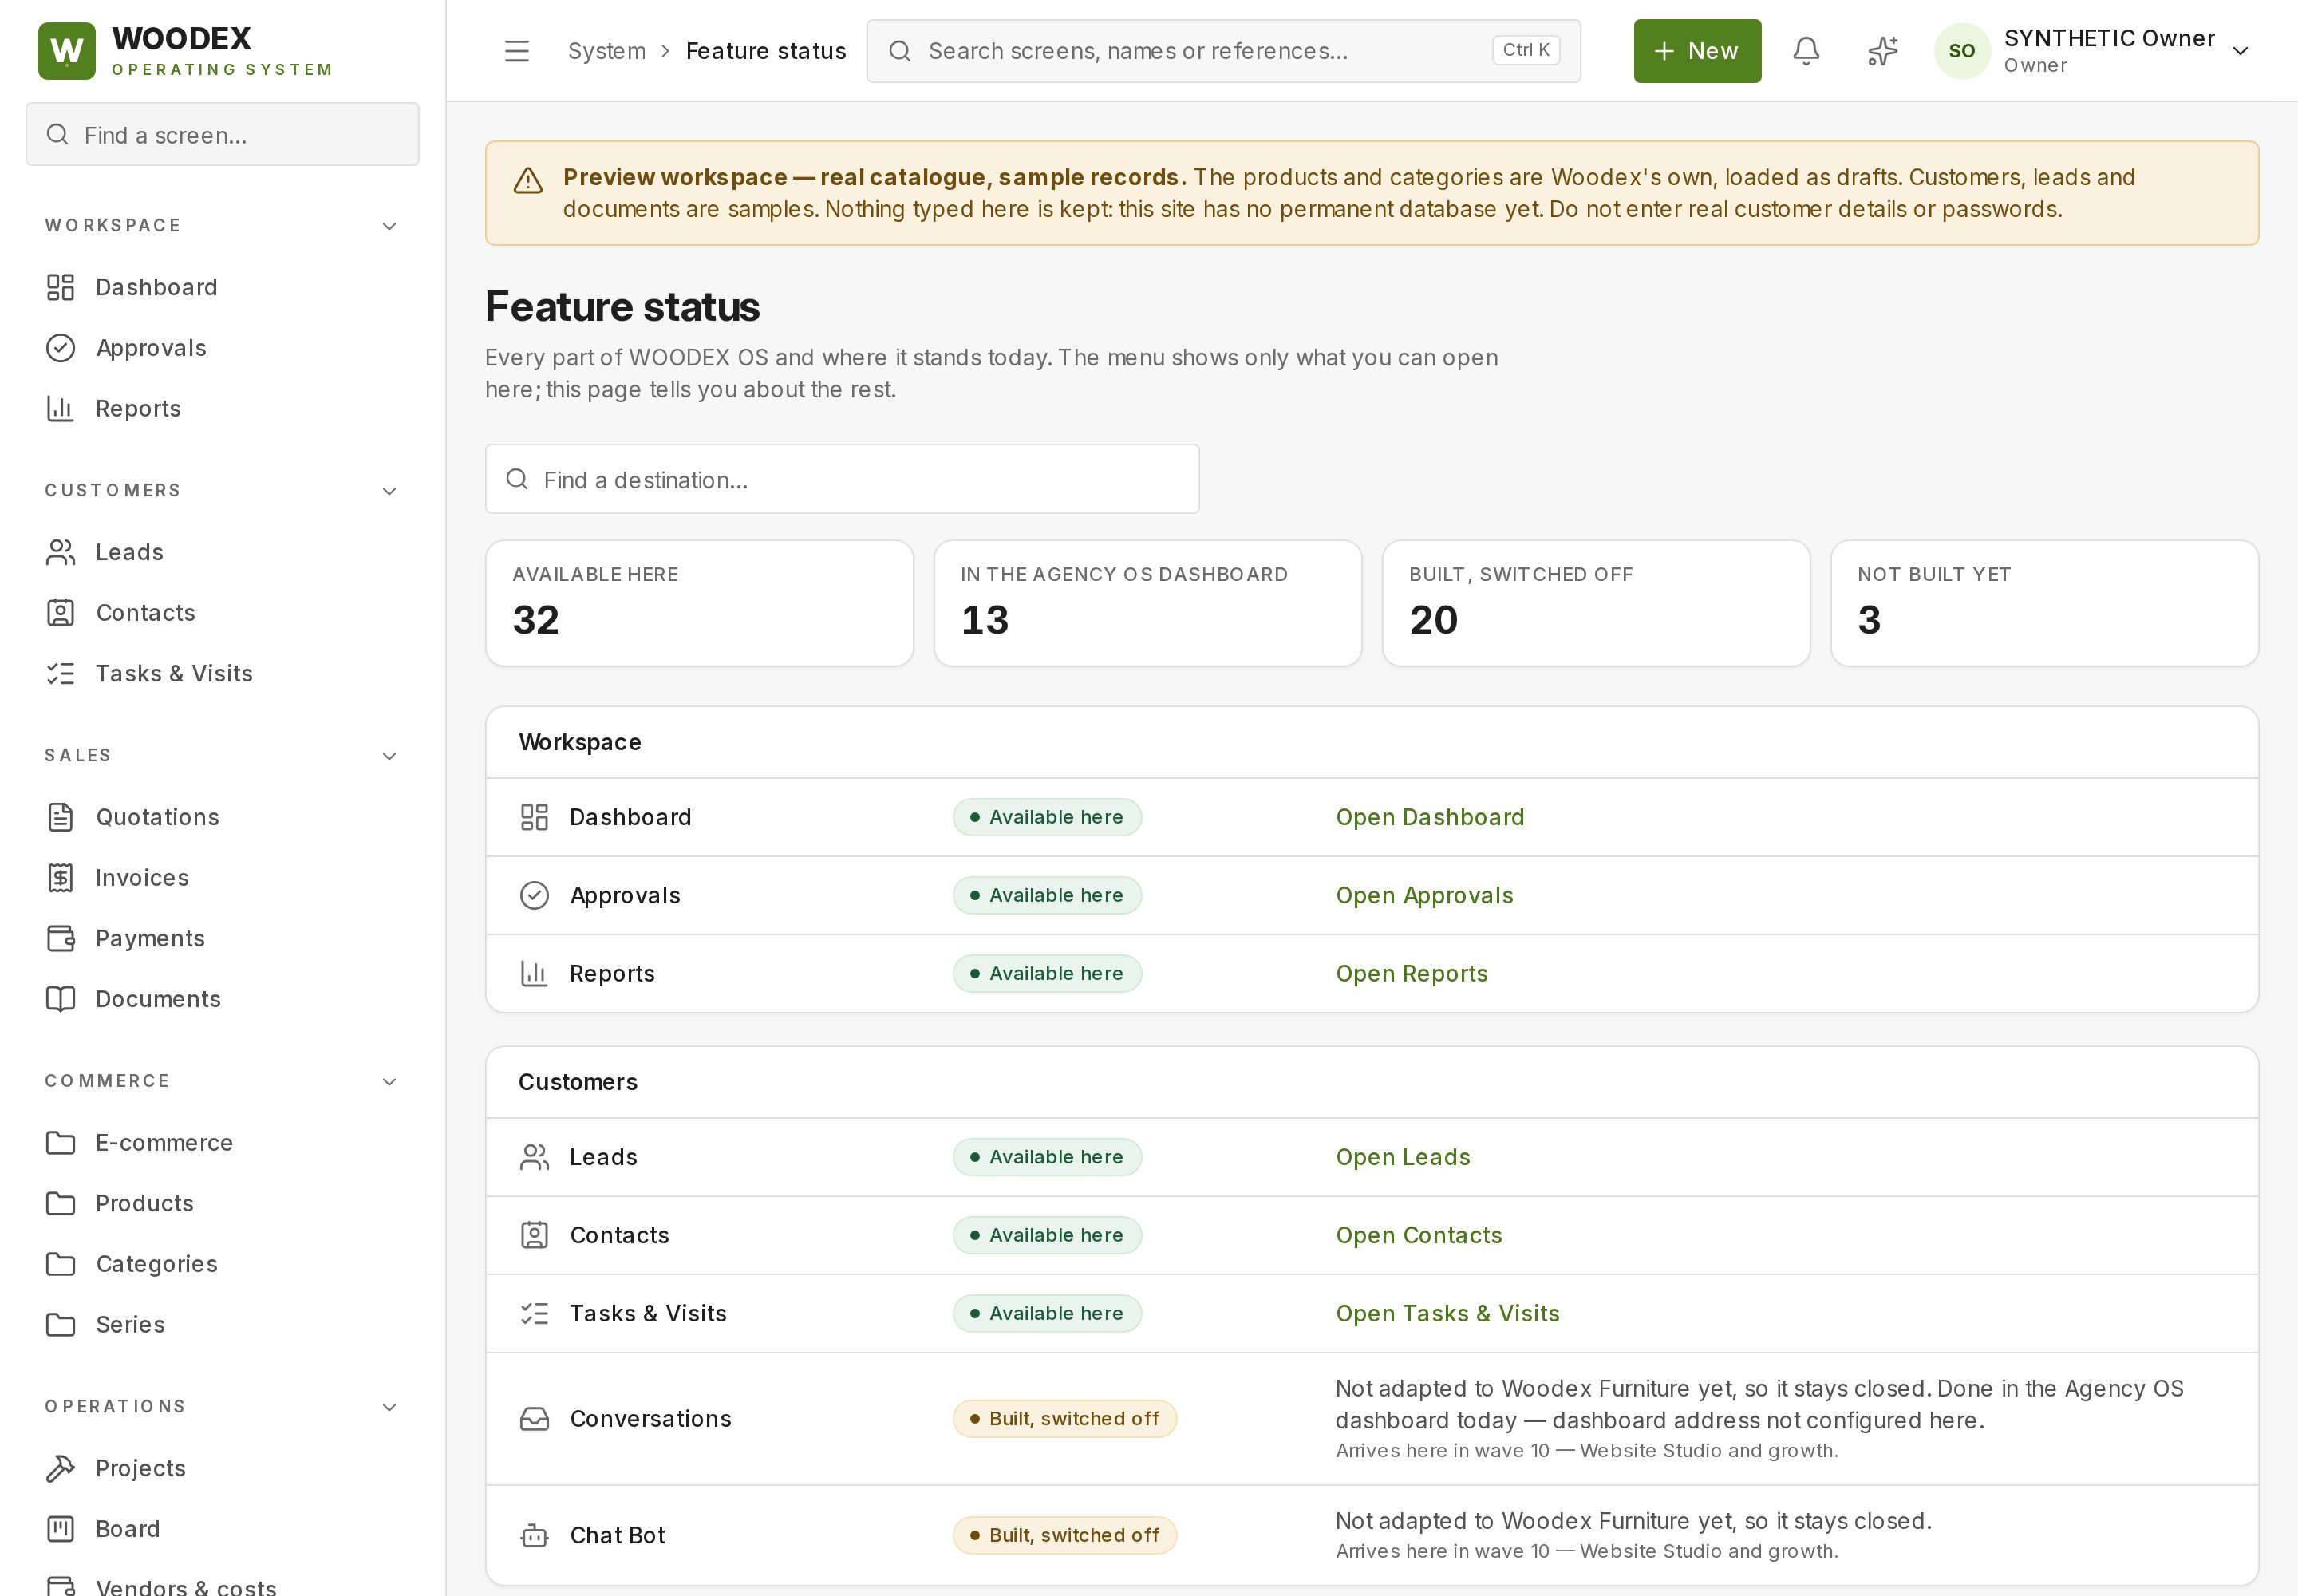 W
WOODEX
OPERATING SYSTEM
Find a screen...
WORKSPACE
Dashboard
Approvals
Reports
CUSTOMERS
Leads
Contacts
Tasks & Visits
SALES
Quotations
Invoices
Payments
Documents
COMMERCE
E-commerce
Products
Categories
Series
OPERATIONS
Projects
Board
Vendors & costs
System > Feature status
Search screens, names or references...
Ctrl K
+ New
SO
SYNTHETIC Owner
Owner
Preview workspace — real catalogue, sample records. The products and categories are Woodex's own, loaded as drafts. Customers, leads and
documents are samples. Nothing typed here is kept: this site has no permanent database yet. Do not enter real customer details or passwords.
Feature status
Every part of WOODEX OS and where it stands today. The menu shows only what you can open
here; this page tells you about the rest.
Find a destination...
AVAILABLE HERE
32
IN THE AGENCY OS DASHBOARD
13
BUILT, SWITCHED OFF
20
NOT BUILT YET
3
Workspace
Dashboard
Available here
Open Dashboard
Approvals
Available here
Open Approvals
Reports
Available here
Open Reports
Customers
Leads
Available here
Open Leads
Contacts
Available here
Open Contacts
Tasks & Visits
Available here
Open Tasks & Visits
Conversations
Built, switched off
Not adapted to Woodex Furniture yet, so it stays closed. Done in the Agency OS
dashboard today — dashboard address not configured here.
Arrives here in wave 10 — Website Studio and growth.
Chat Bot
Built, switched off
Not adapted to Woodex Furniture yet, so it stays closed.
Arrives here in wave 10 — Website Studio and growth.